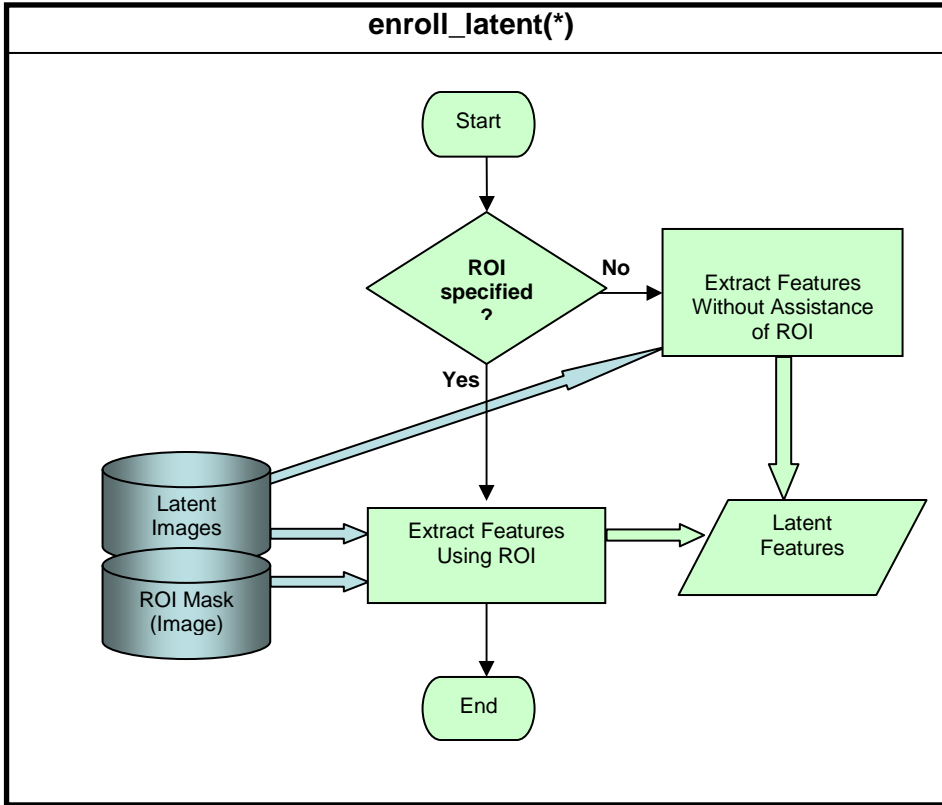 enroll_latent(*)
Start
ROI
specified
?
No
Extract Features
Without Assistance
of ROI
Yes
Latent
Images
Extract Features
Using ROI
Latent
Features
ROI Mask
(Image)
End